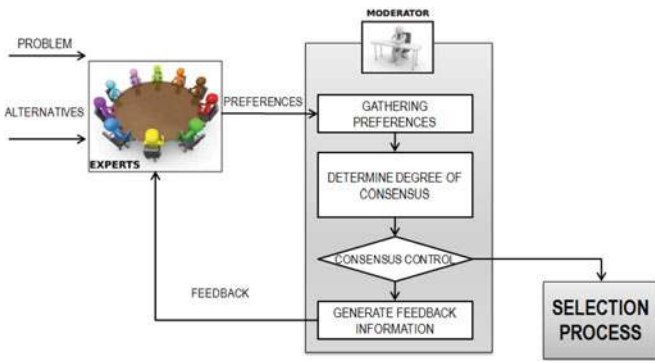 MODERATOR
PROBLEM
ALTERNATIVES
EXPERTS
PREFERENCES
GATHERING
PREFERENCES
DETERMINE DEGREE OF
CONSENSUS
CONSENSUS CONTROL
FEEDBACK
GENERATE FEEDBACK
INFORMATION
SELECTION
PROCESS